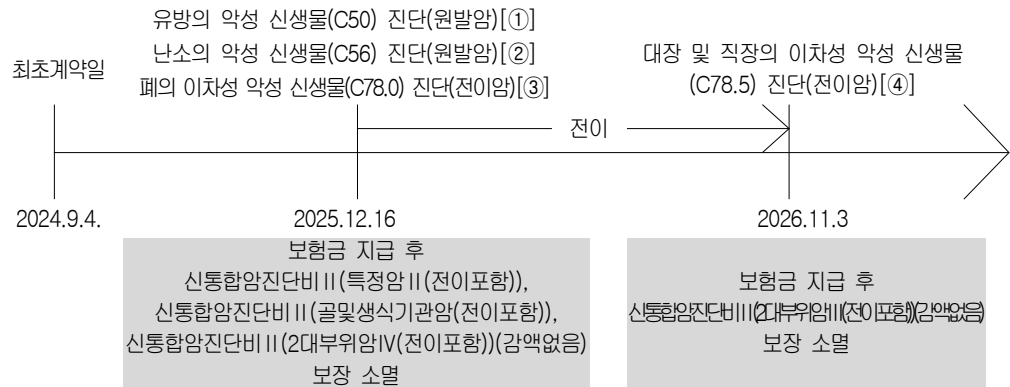 유방의 악성 신생물(C50) 진단(원발암)[①]
난소의 악성 신생물(C56) 진단(원발암)[②]
폐의 이차성 악성 신생물(C78.0) 진단(전이암)[③]
최초계약일
대장 및 직장의 이차성 악성 신생물
(C78.5) 진단(전이암)[④]
전이
2024.9.4.
2025.12.16
2026.11.3
보험금 지급 후
신통합암진단비Ⅱ(특정암Ⅱ(전이포함)),
신통합암진단비Ⅱ(골및생식기관암(전이포함)),
신통합암진단비Ⅱ(2대부위암Ⅳ(전이포함))(감액없음)
보장 소멸
보험금 지급 후
신통합암진단비Ⅱ(2대부위암Ⅲ(전이포함))(감액없음)
보장 소멸